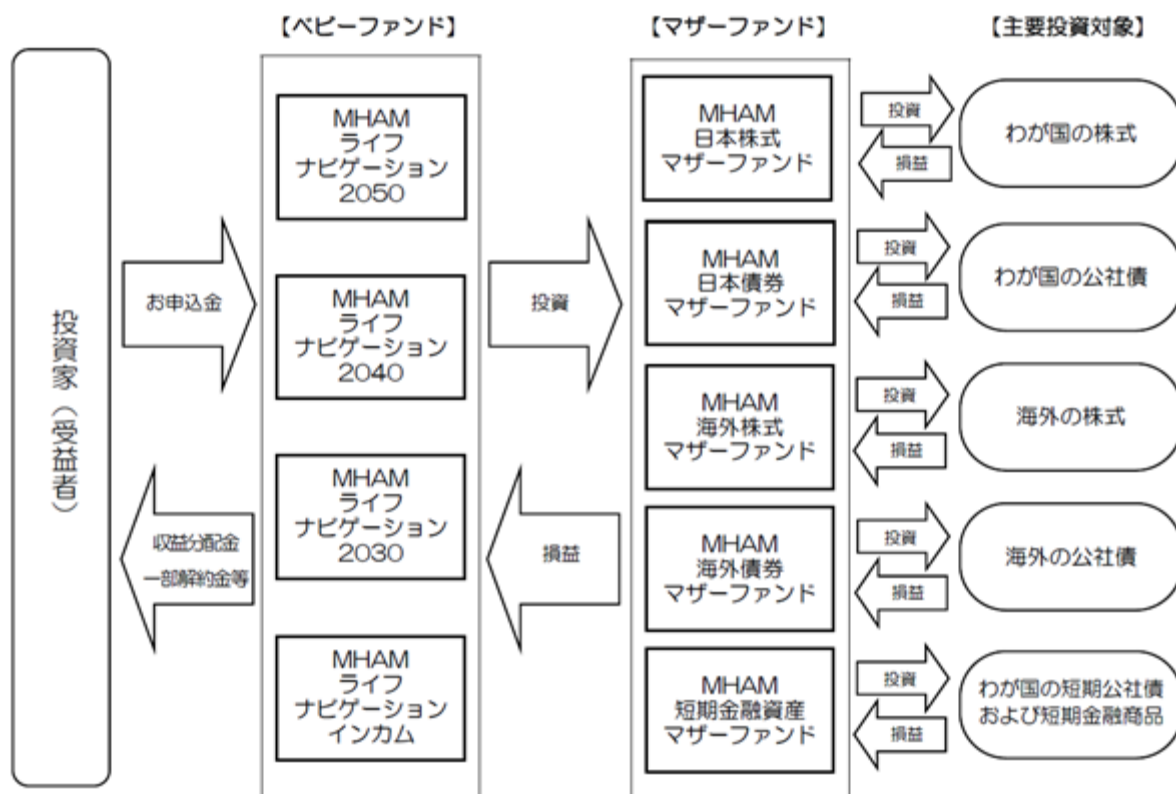 【ベビーファンド】
【マザーファンド】
【主要投資対象】
投資家（受益者）
お申込金
収益分配金
一部解約金等
MHAM
ライフ
ナビゲーション
2050
MHAM
ライフ
ナビゲーション
2040
MHAM
ライフ
ナビゲーション
2030
MHAM
ライフ
ナビゲーション
インカム
投資
損益
MHAM
日本株式
マザーファンド
MHAM
日本債券
マザーファンド
MHAM
海外株式
マザーファンド
MHAM
海外債券
マザーファンド
MHAM
短期金融資産
マザーファンド
投資
損益
投資
損益
投資
損益
投資
損益
投資
損益
わが国の株式
わが国の公社債
海外の株式
海外の公社債
わが国の短期公社債
および短期金融商品